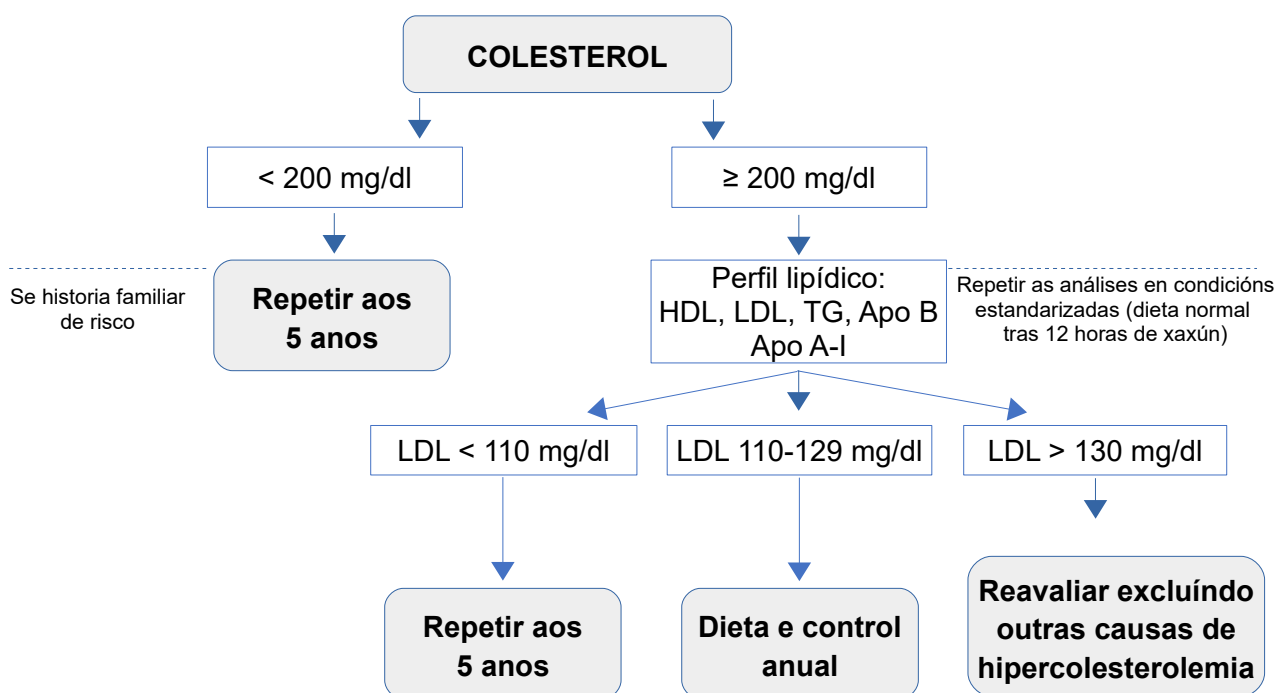 COLESTEROL
< 200 mg/dl
≥ 200 mg/dl
Se historia familiar
de risco
Repetir aos
5 anos
Perfil lipídico:
HDL, LDL, TG, Apo B
Apo A-I
Repetir as análises en condicións
estandarizadas (dieta normal
tras 12 horas de xaxún)
LDL < 110 mg/dl
LDL 110-129 mg/dl
LDL > 130 mg/dl
Repetir aos
5 anos
Dieta e control
anual
Reavaliar excluíndo
outras causas de
hipercolesterolemia